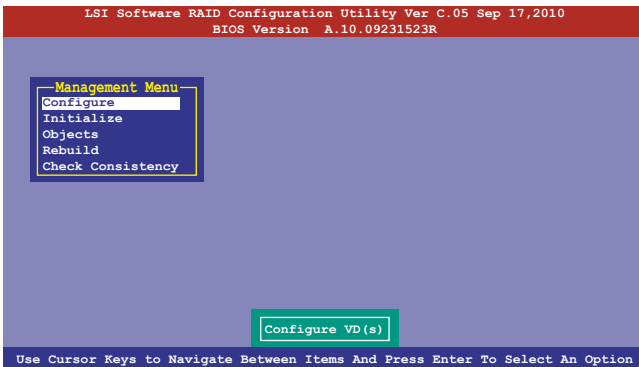 LSI Software RAID Configuration Utility Ver C.05 Sep 17,2010
BIOS Version A.10.09231523R
Management Menu
Configure
Initialize
Objects
Rebuild
Check Consistency
Configure VD(s)
Use Cursor Keys to Navigate Between Items And Press Enter To Select An Option